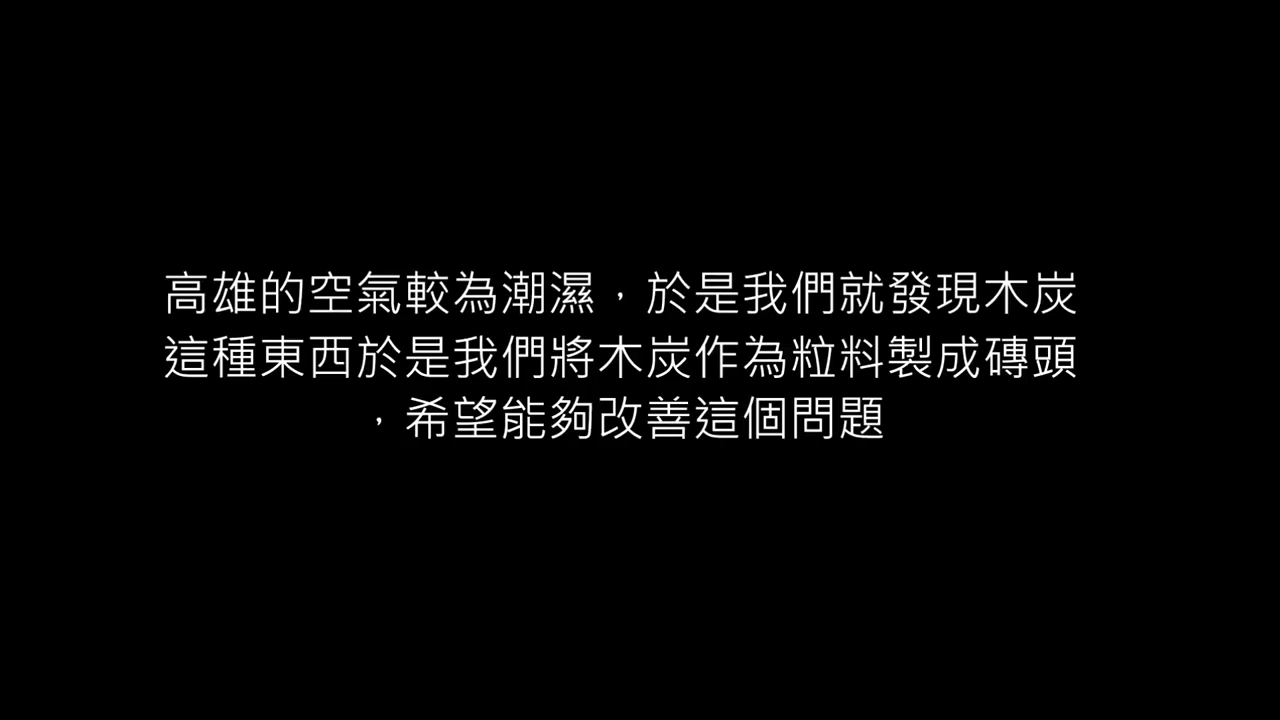 高雄的空氣較為潮濕，於是我們就發現木炭
這種東西於是我們將木炭作為粒料製成磚頭
，希望能夠改善這個問題